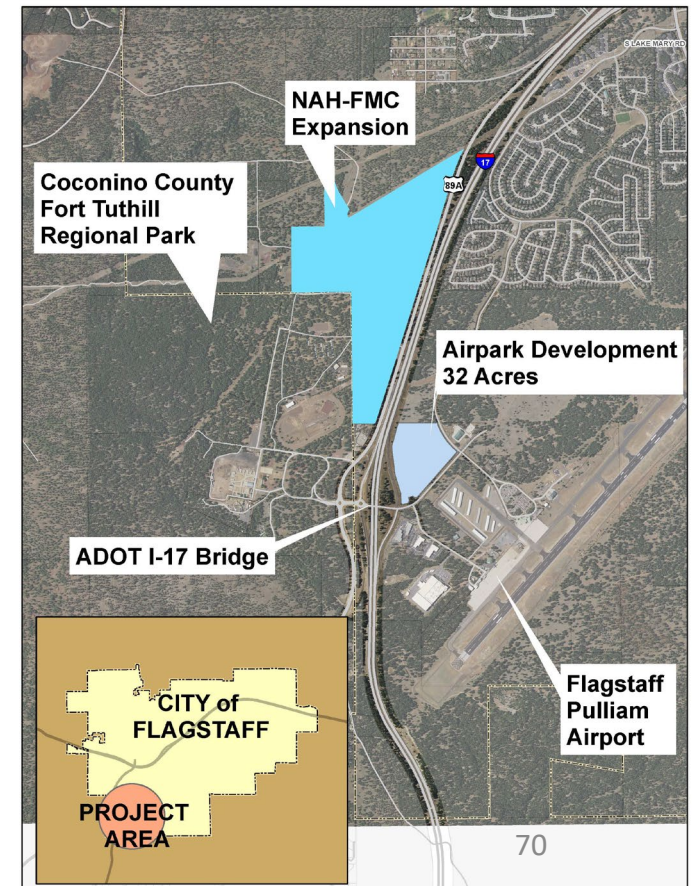 S LAKE MARY RD
NAH-FMC
Expansion
17
89A
Coconino County
Fort Tuthill
Regional Park
Airpark Development
32 Acres
ADOT I-17 Bridge
Flagstaff
Pulliam
Airport
CITY of
FLAGSTAFF
PROJECT
AREA
70